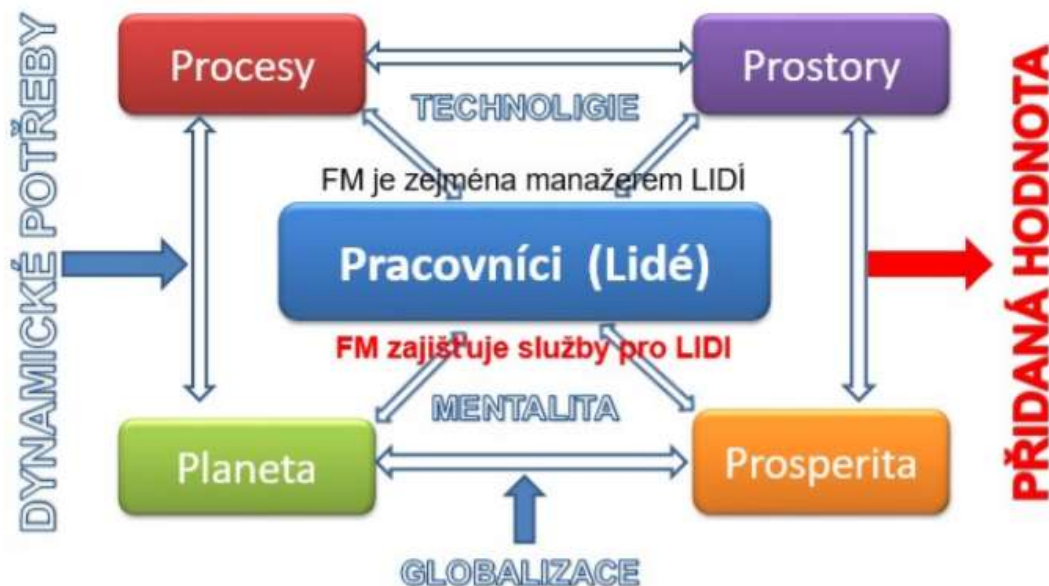 DYNAMICKÉ POTŘEBY
Procesy
Prostory
TECHNOLIGIE
FM je zejména manažerem LIDÍ
Pracovníci (Lidé)
FM zajišťuje služby pro LIDI
MENTALITA
Planeta
Prosperita
GLOBALIZACE
PŘIDANÁ HODNOTA